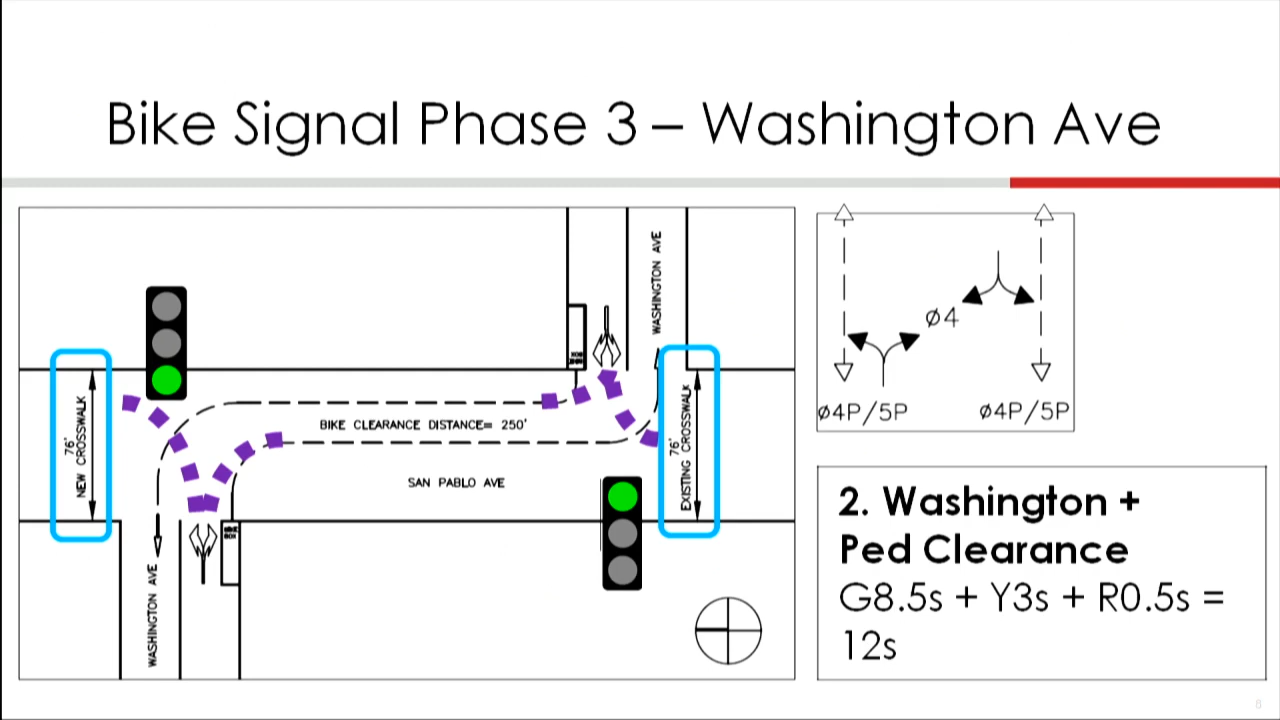 Bike Signal Phase 3 – Washington Ave
WASHINGTON AVE
BIKE CLEARANCE DISTANCE= 250'
SAN PABLO AVE
76'
NEW CROSSWALK
76'
EXISTING CROSSWALK
WASHINGTON AVE
ø4
ø4P/5P
ø4P/5P
2. Washington +
Ped Clearance
G8.5s + Y3s + R0.5s =
12s